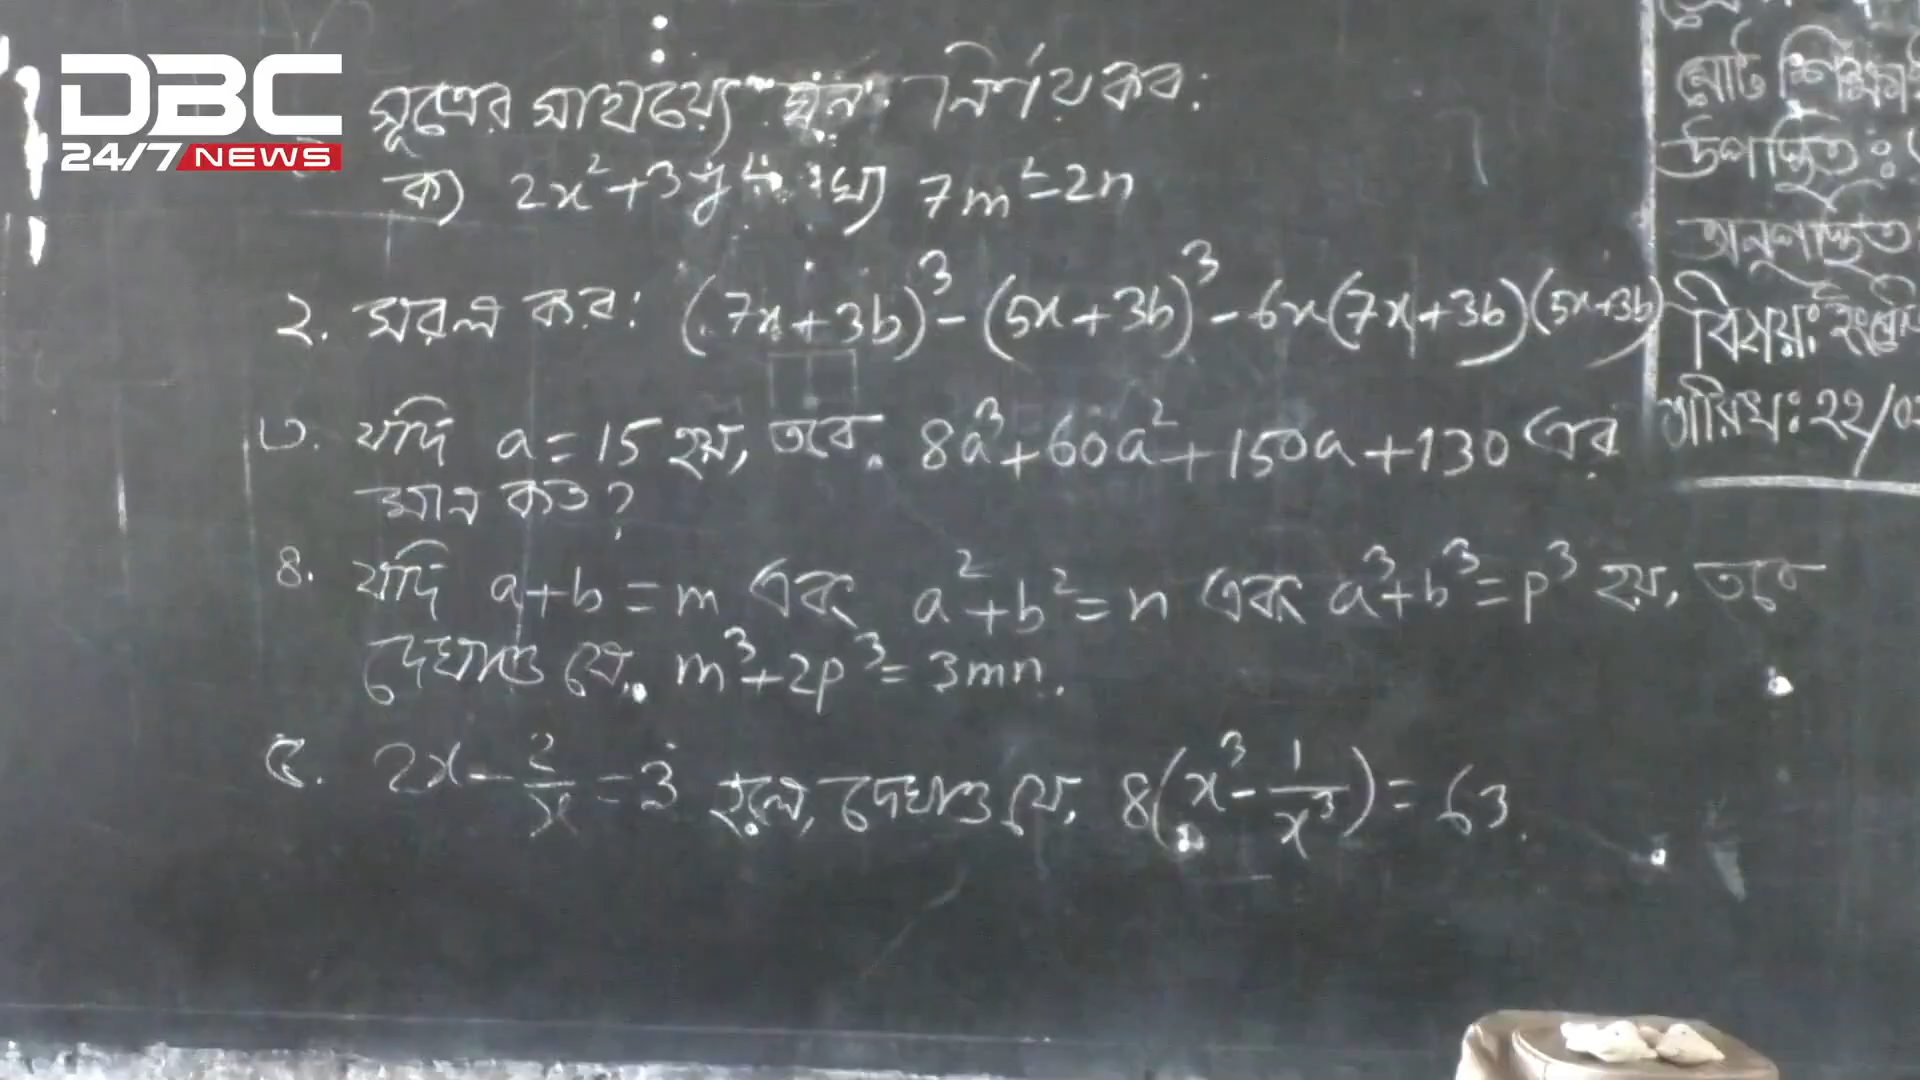 DBC
24/7 NEWS
সূত্রের সাহায্যে ঘন নির্ণয় কর:
ক) 2x²+3y² খ) 7m²-2n
২. সরল কর: (7x+3b)³-(5x+3b)³-6x(7x+3b)(5x+3b)
৩. যদি a=15 হয়, তবে 8a³+60a²+150a+130 এর
মান কত?
৪. যদি a+b=m এবং a²+b²=n এবং a³+b³=p³ হয়, তবে
দেখাও যে, m³+2p³=3mn.
৫. 2x-2/x=3 হলে, দেখাও যে, 8(x³-1/x³)=63.
মোট
উপস্থিত:
অনুপস্থিত
বিষয়:
তারিখ: ২২/০